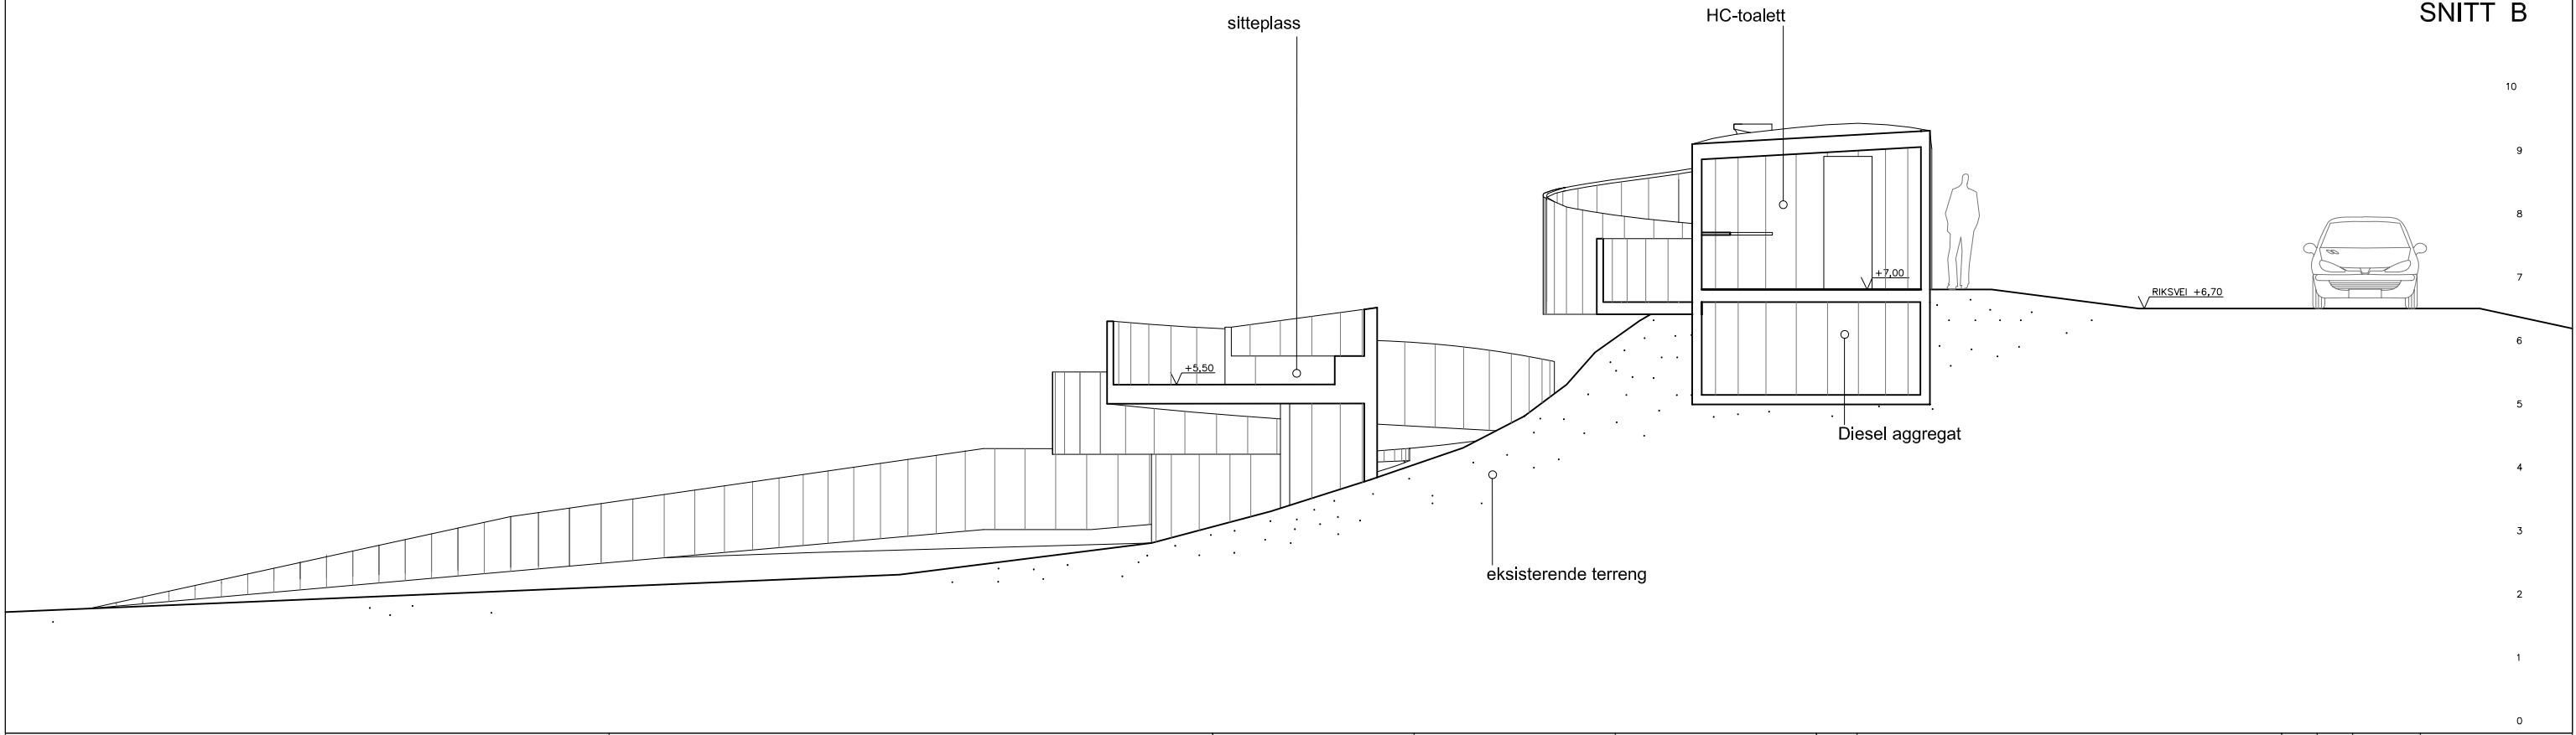 SNITT B
sitteplass
HC-toalett
10
9
8
7
6
5
4
3
2
1
0
+7,00
RIKSVEI +6,70
+5,50
Diesel aggregat
eksisterende terreng